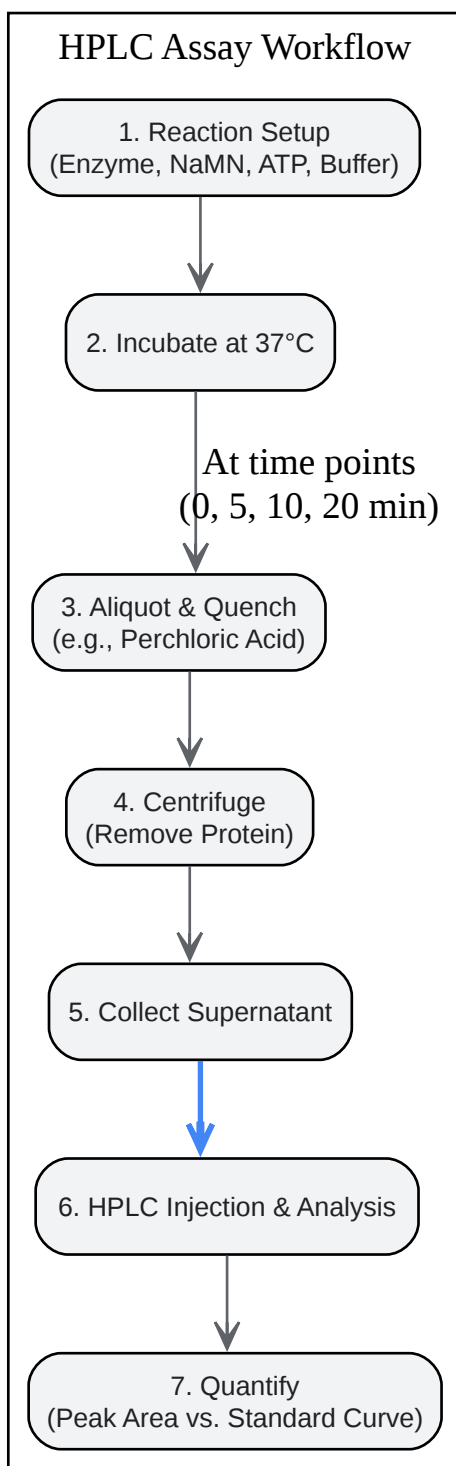 HPLC Assay Workflow
1. Reaction Setup
(Enzyme, NaMN, ATP, Buffer)
2. Incubate at 37°C
At time points
(0, 5, 10, 20 min)
3. Aliquot & Quench
(e.g., Perchloric Acid)
4. Centrifuge
(Remove Protein)
5. Collect Supernatant
6. HPLC Injection & Analysis
7. Quantify
(Peak Area vs. Standard Curve)